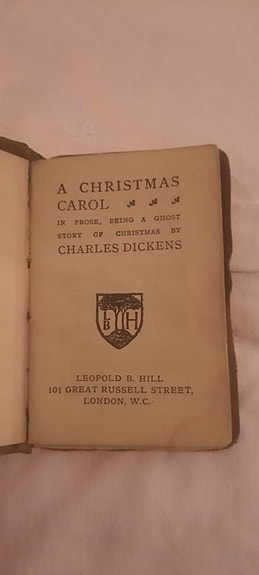 A CHRISTMAS
CAROL
IN PROSE, BEING A GHOST
STORY OF CHRISTMAS BY
CHARLES DICKENS
L B H
LEOPOLD B. HILL
101 GREAT RUSSELL STREET,
LONDON, W.C.